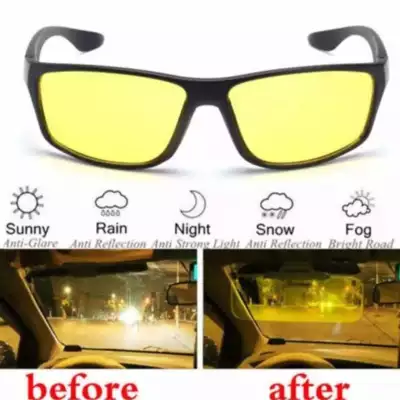 Sunny Rain Night Snow Fog
Anti-Glare Anti Reflection Anti Strong Light Anti Reflection Bright Road
before after